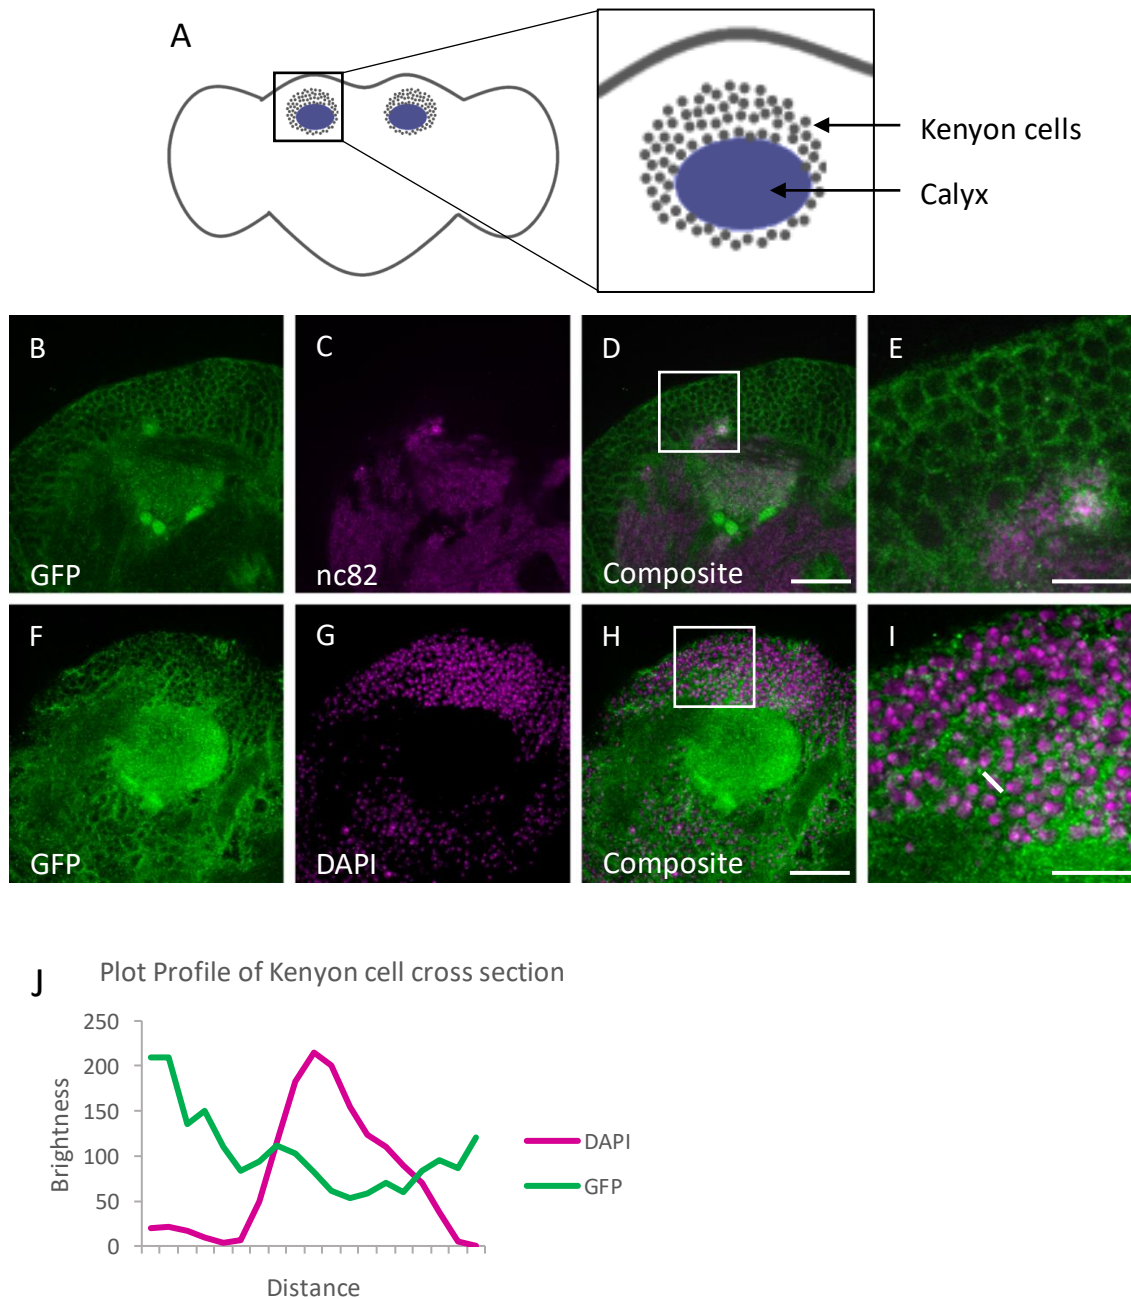 A
Kenyon cells
Calyx
B
GFP
C
nc82
D
Composite
E
F
GFP
G
DAPI
H
Composite
I
J
Plot Profile of Kenyon cell cross section
250
200
150
100
50
0
Brightness
Distance
DAPI
GFP